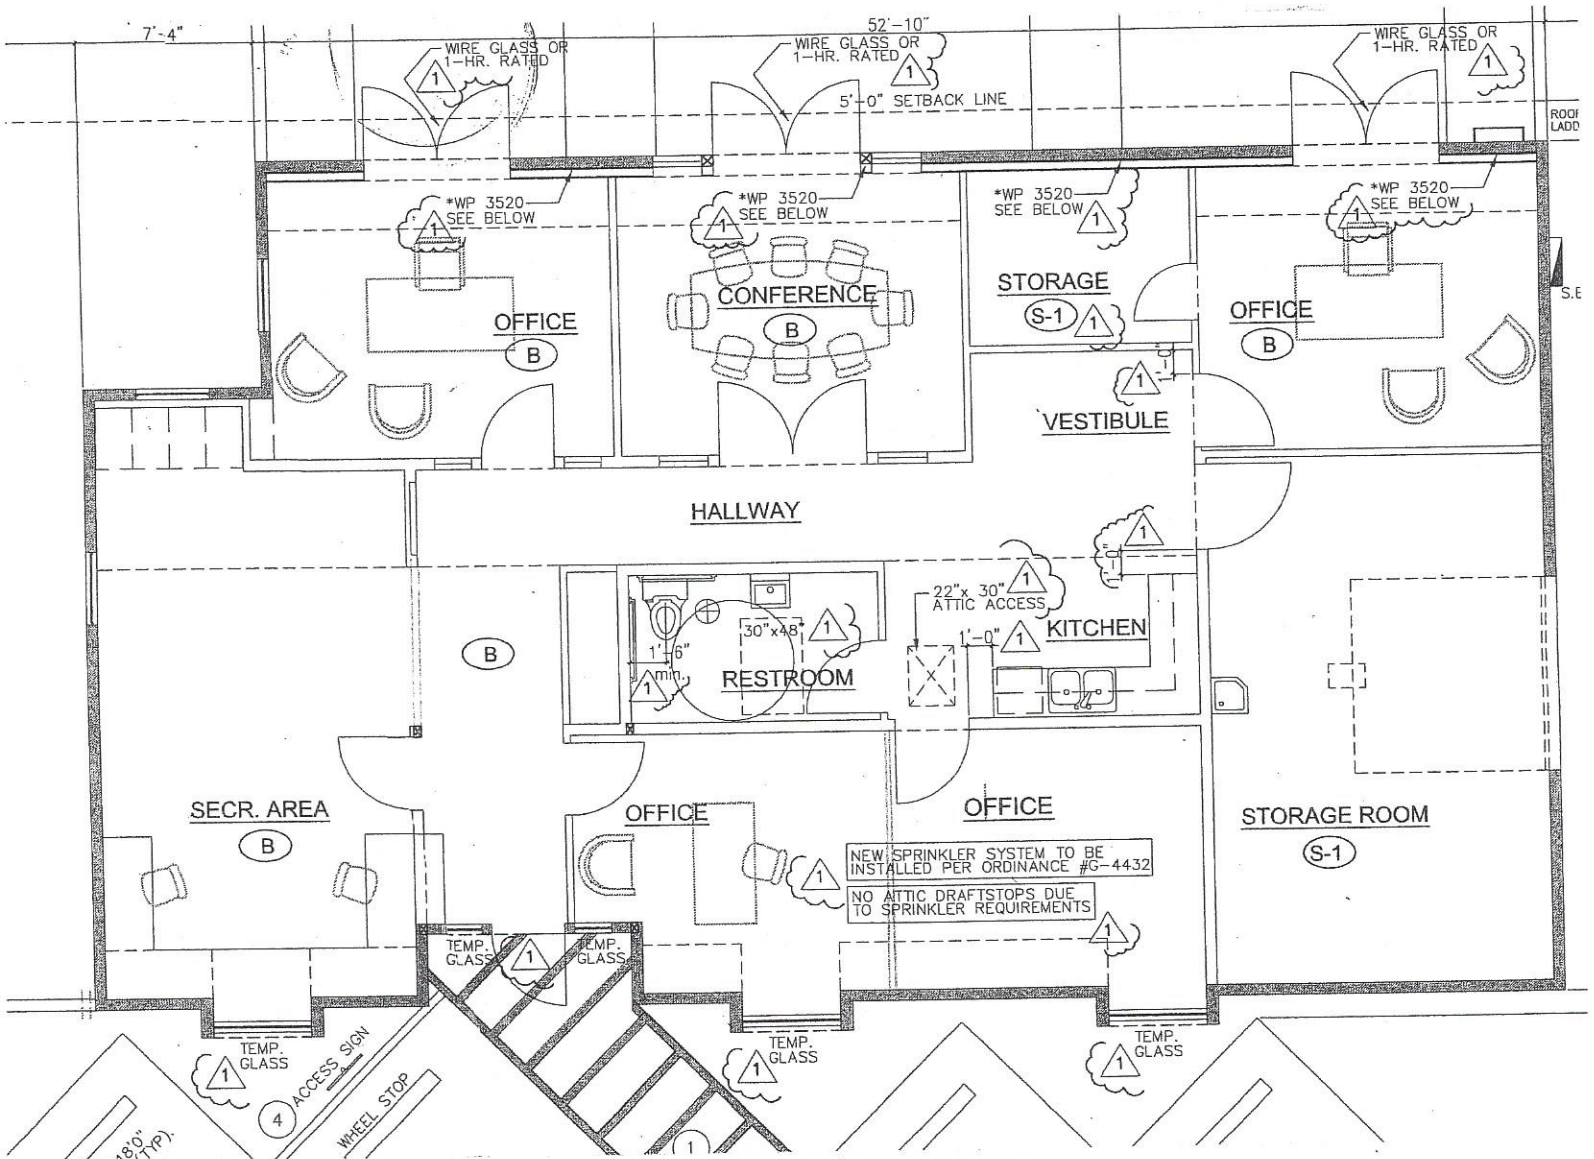 7'-4"
52'-10"
WIRE GLASS OR
1-HR. RATED
1
WIRE GLASS OR
1-HR. RATED
1
WIRE GLASS OR
1-HR. RATED
1
5'-0" SETBACK LINE
ROOF
LADD
*WP 3520
SEE BELOW
1
*WP 3520
SEE BELOW
1
*WP 3520
SEE BELOW
1
*WP 3520
SEE BELOW
1
OFFICE
B
CONFERENCE
B
STORAGE
S-1
1
OFFICE
B
S.E
1
VESTIBULE
HALLWAY
1
22"x 30"
ATTIC ACCESS
1
1'-0"
1
KITCHEN
B
30"x48"
1
1'-6"
min.
1
RESTROOM
SECR. AREA
B
OFFICE
OFFICE
STORAGE ROOM
S-1
1
NEW SPRINKLER SYSTEM TO BE
INSTALLED PER ORDINANCE #G-4432
NO ATTIC DRAFTSTOPS DUE
TO SPRINKLER REQUIREMENTS
1
TEMP.
GLASS
1
TEMP.
GLASS
TEMP.
GLASS
1
TEMP.
GLASS
1
TEMP.
GLASS
1
4
ACCESS SIGN
WHEEL STOP
18'0"
(TYP).
1